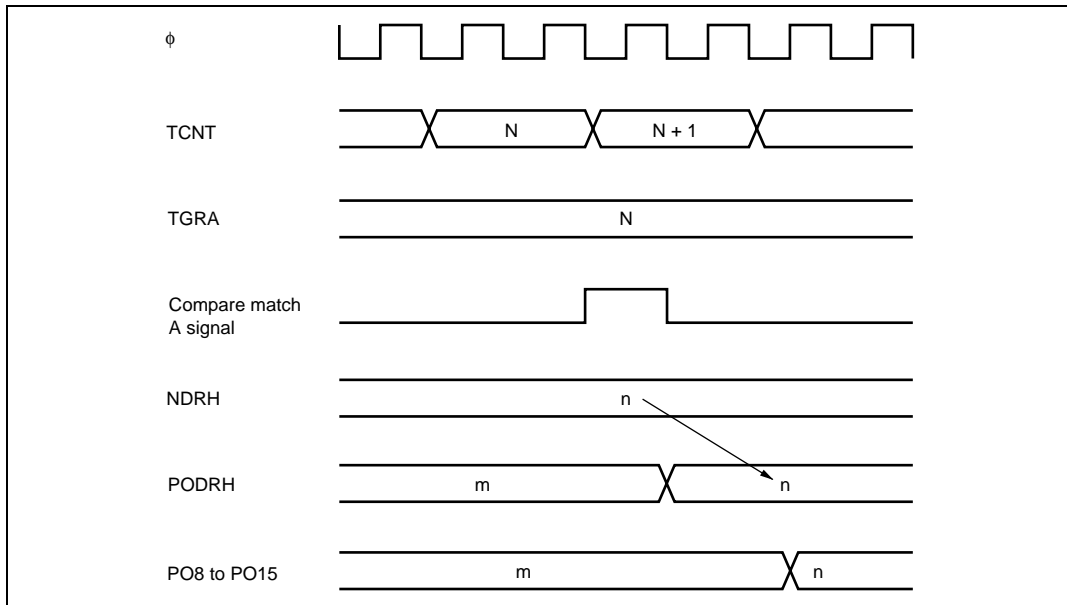 ϕ
TCNT
N
N + 1
TGRA
N
Compare match
A signal
NDRH
n
PODRH
m
n
PO8 to PO15
m
n